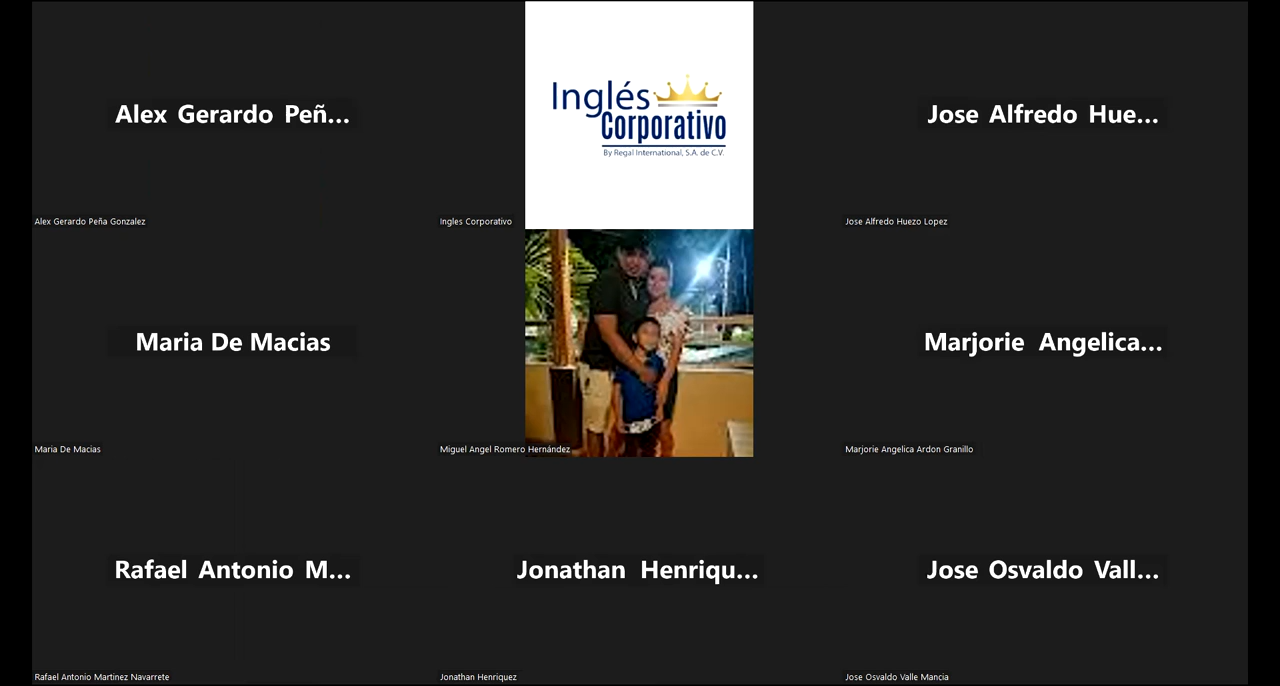 Alex Gerardo Peñ...
Alex Gerardo Peña Gonzalez
Inglés
Corporativo
By Regal International, S.A. de C.V.
Ingles Corporativo
Jose Alfredo Hue...
Jose Alfredo Huezo Lopez
Maria De Macias
Maria De Macias
Miguel Angel Romero Hernández
Marjorie Angelica...
Marjorie Angelica Ardon Granillo
Rafael Antonio M...
Rafael Antonio Martinez Navarrete
Jonathan Henriqu...
Jonathan Henriquez
Jose Osvaldo Vall...
Jose Osvaldo Valle Mancia